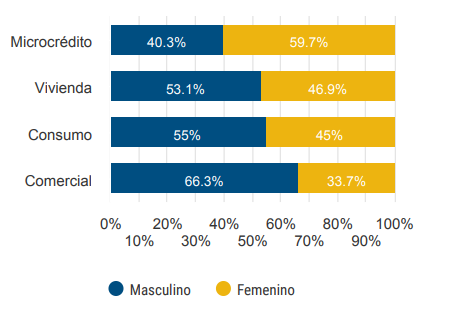 Microcrédito 40.3% 59.7%
Vivienda 53.1% 46.9%
Consumo 55% 45%
Comercial 66.3% 33.7%
0% 20% 40% 60% 80% 100%
10% 30% 50% 70% 90%
Masculino Femenino